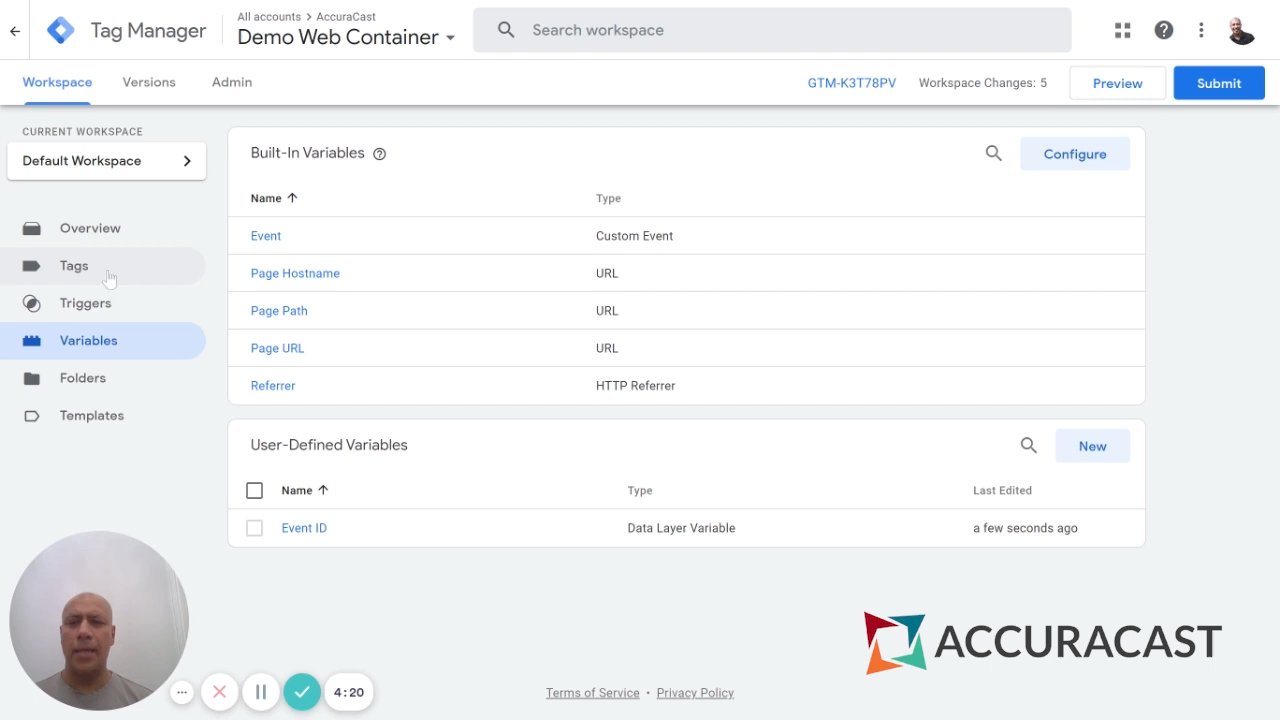 Tag Manager
All accounts > AccuraCast
Demo Web Container
Search workspace
Workspace
Versions
Admin
GTM-K3T78PV
Workspace Changes: 5
Preview
Submit
CURRENT WORKSPACE
Default Workspace
Overview
Tags
Triggers
Variables
Folders
Templates
Built-In Variables
Configure
Name Type
Event Custom Event
Page Hostname URL
Page Path URL
Page URL URL
Referrer HTTP Referrer
User-Defined Variables
New
Name Type Last Edited
Event ID Data Layer Variable a few seconds ago
ACCURACAST
4:20
Terms of Service • Privacy Policy